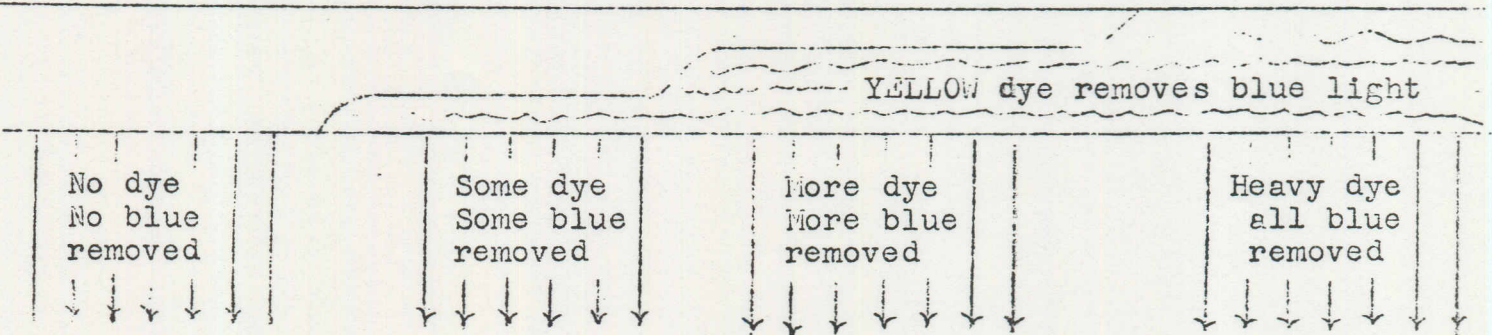 YELLOW dye removes blue light
No dye
No blue
removed
Some dye
Some blue
removed
More dye
More blue
removed
Heavy dye
all blue
removed